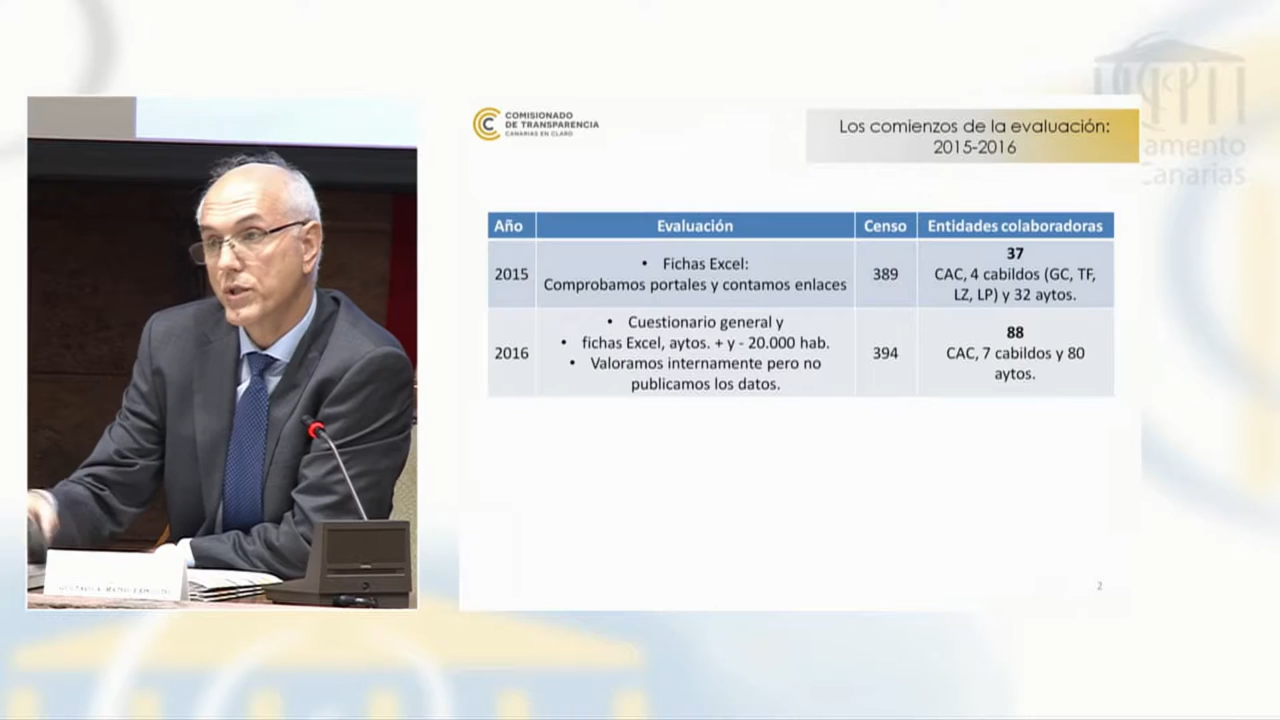 COMISIONADO
DE TRANSPARENCIA
CANARIAS EN CLARO
Los comienzos de la evaluación:
2015-2016
amento
Canarias
Año
Evaluación
Censo
Entidades colaboradoras
2015
• Fichas Excel:
Comprobamos portales y contamos enlaces
389
37
CAC, 4 cabildos (GC, TF,
LZ, LP) y 32 aytos.
2016
• Cuestionario general y
• fichas Excel, aytos. + y - 20.000 hab.
• Valoramos internamente pero no
publicamos los datos.
394
88
CAC, 7 cabildos y 80
aytos.
2